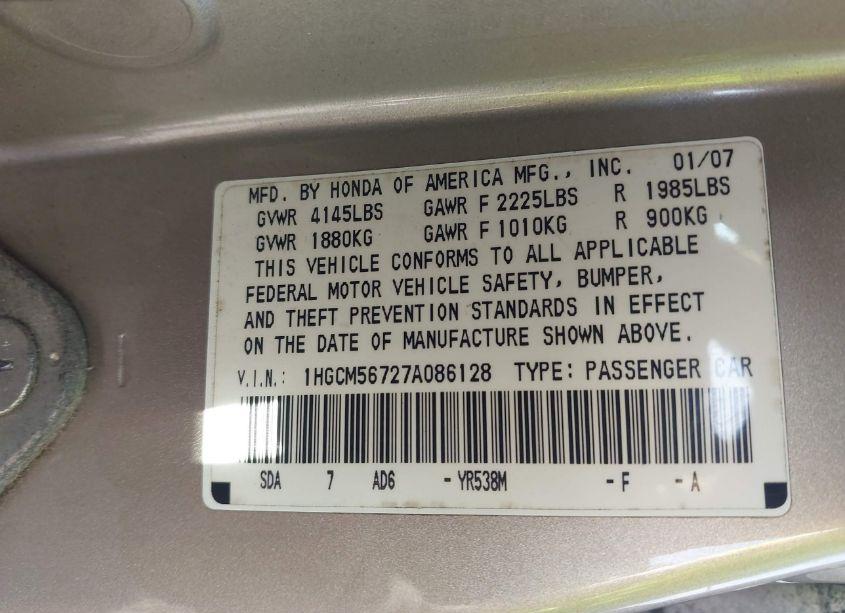 MFD. BY HONDA OF AMERICA MFG., INC. 01/07
GVWR 4145LBS GAWR F 2225LBS R 1985LBS
GVWR 1880KG GAWR F 1010KG R 900KG
THIS VEHICLE CONFORMS TO ALL APPLICABLE
FEDERAL MOTOR VEHICLE SAFETY, BUMPER,
AND THEFT PREVENTION STANDARDS IN EFFECT
ON THE DATE OF MANUFACTURE SHOWN ABOVE.
V.I.N.: 1HGCM56727A086128 TYPE: PASSENGER CAR
SDA 7 AD6 - YR538M - F - A